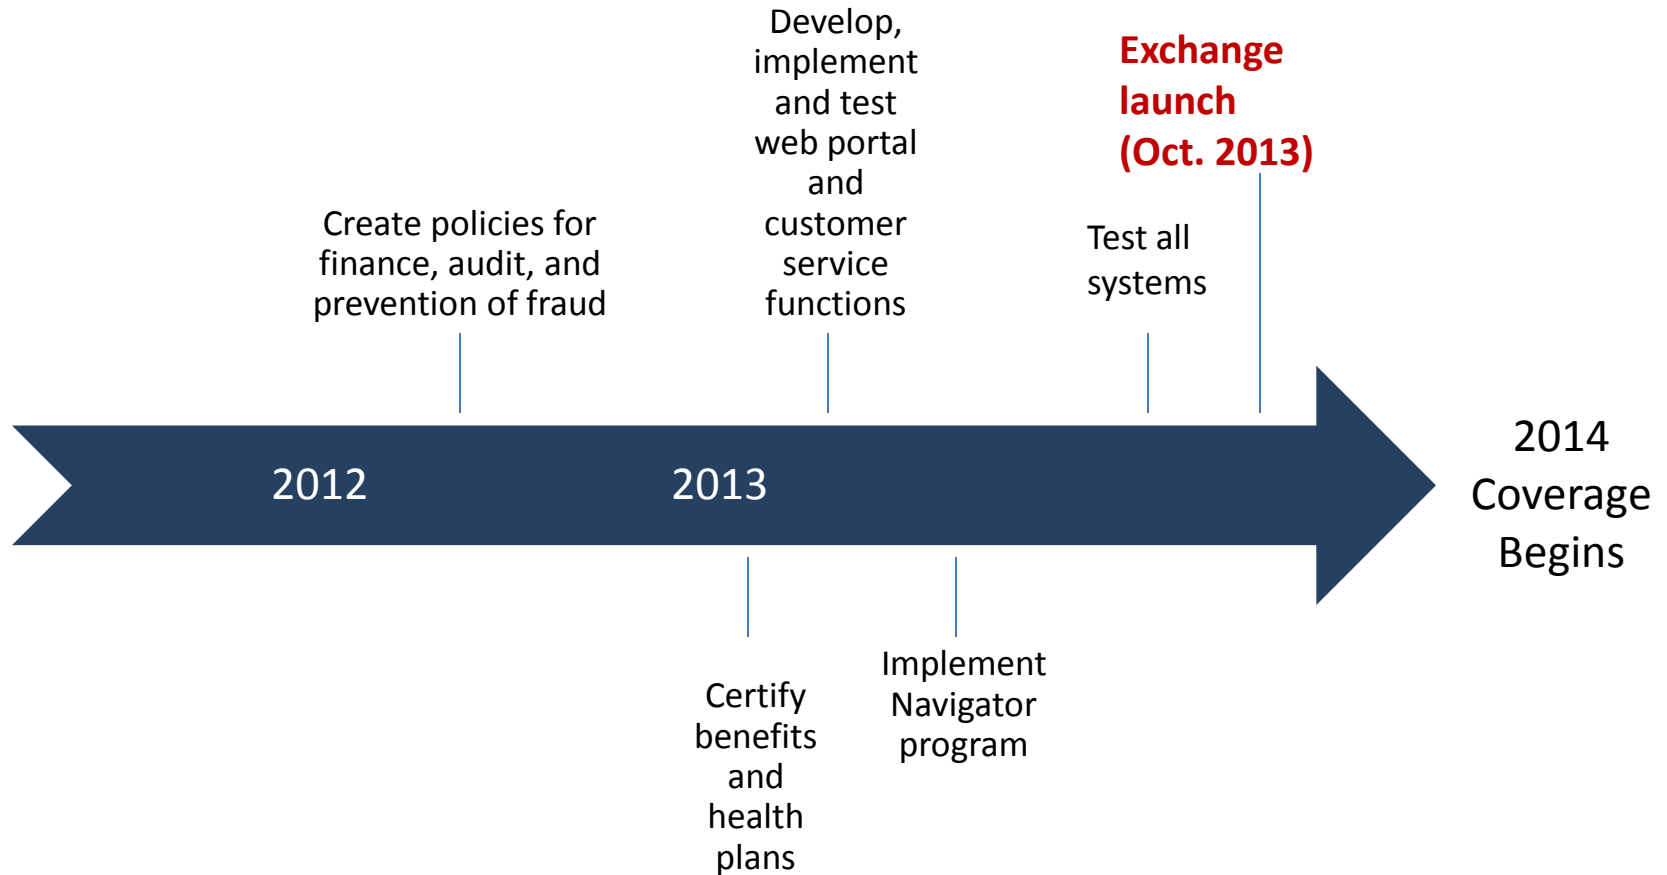 Develop,
implement
and test
web portal
and
customer
service
functions
Exchange
launch
(Oct. 2013)
Create policies for
finance, audit, and
prevention of fraud
Test all
systems
2012
2013
2014
Coverage
Begins
Certify
benefits
and
health
plans
Implement
Navigator
program